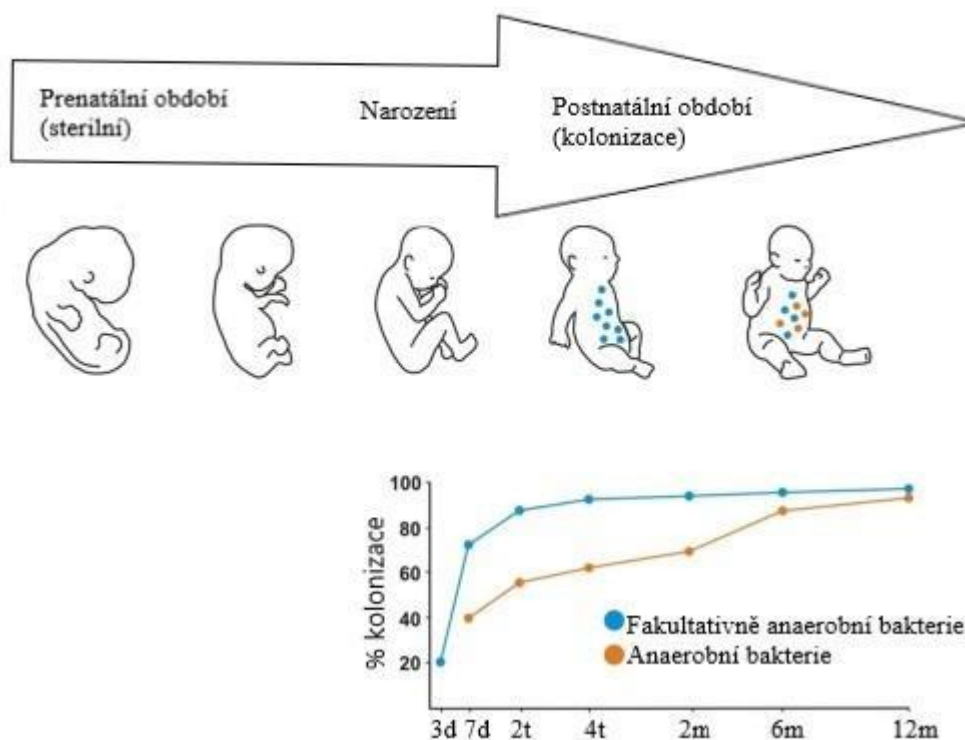 Prenatální období
(sterilní)
Narození
Postnatální období
(kolonizace)
% kolonizace
100
80
60
40
20
Fakultativně anaerobní bakterie
Anaerobní bakterie
3d 7d 2t 4t 2m 6m 12m